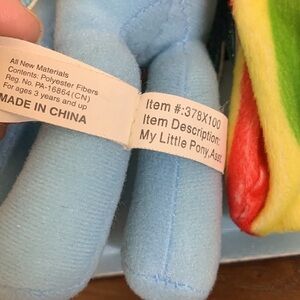 All New Materials
Contents: Polyester Fibers
Reg. No. PA-16864(CN)
For ages 3 years and up
MADE IN CHINA
Item #:378X100
Item Description:
My Little Pony,Asst.